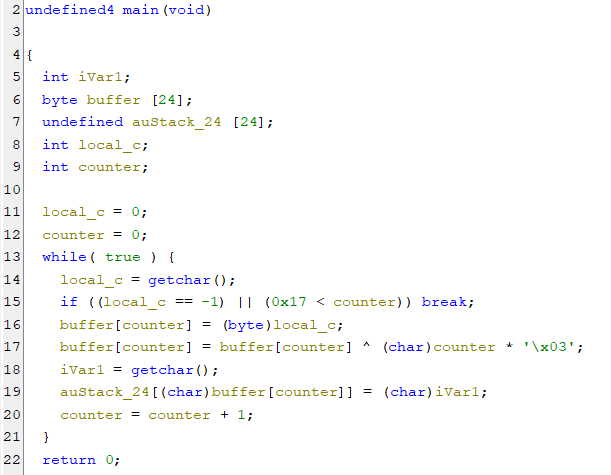 2 undefined4 main(void)
3
4 {
5 int iVar1;
6 byte buffer [24];
7 undefined auStack_24 [24];
8 int local_c;
9 int counter;
10
11 local_c = 0;
12 counter = 0;
13 while( true ) {
14 local_c = getchar();
15 if ((local_c == -1) || (0x17 < counter)) break;
16 buffer[counter] = (byte)local_c;
17 buffer[counter] = buffer[counter] ^ (char)counter * '\x03';
18 iVar1 = getchar();
19 auStack_24[(char)buffer[counter]] = (char)iVar1;
20 counter = counter + 1;
21 }
22 return 0;